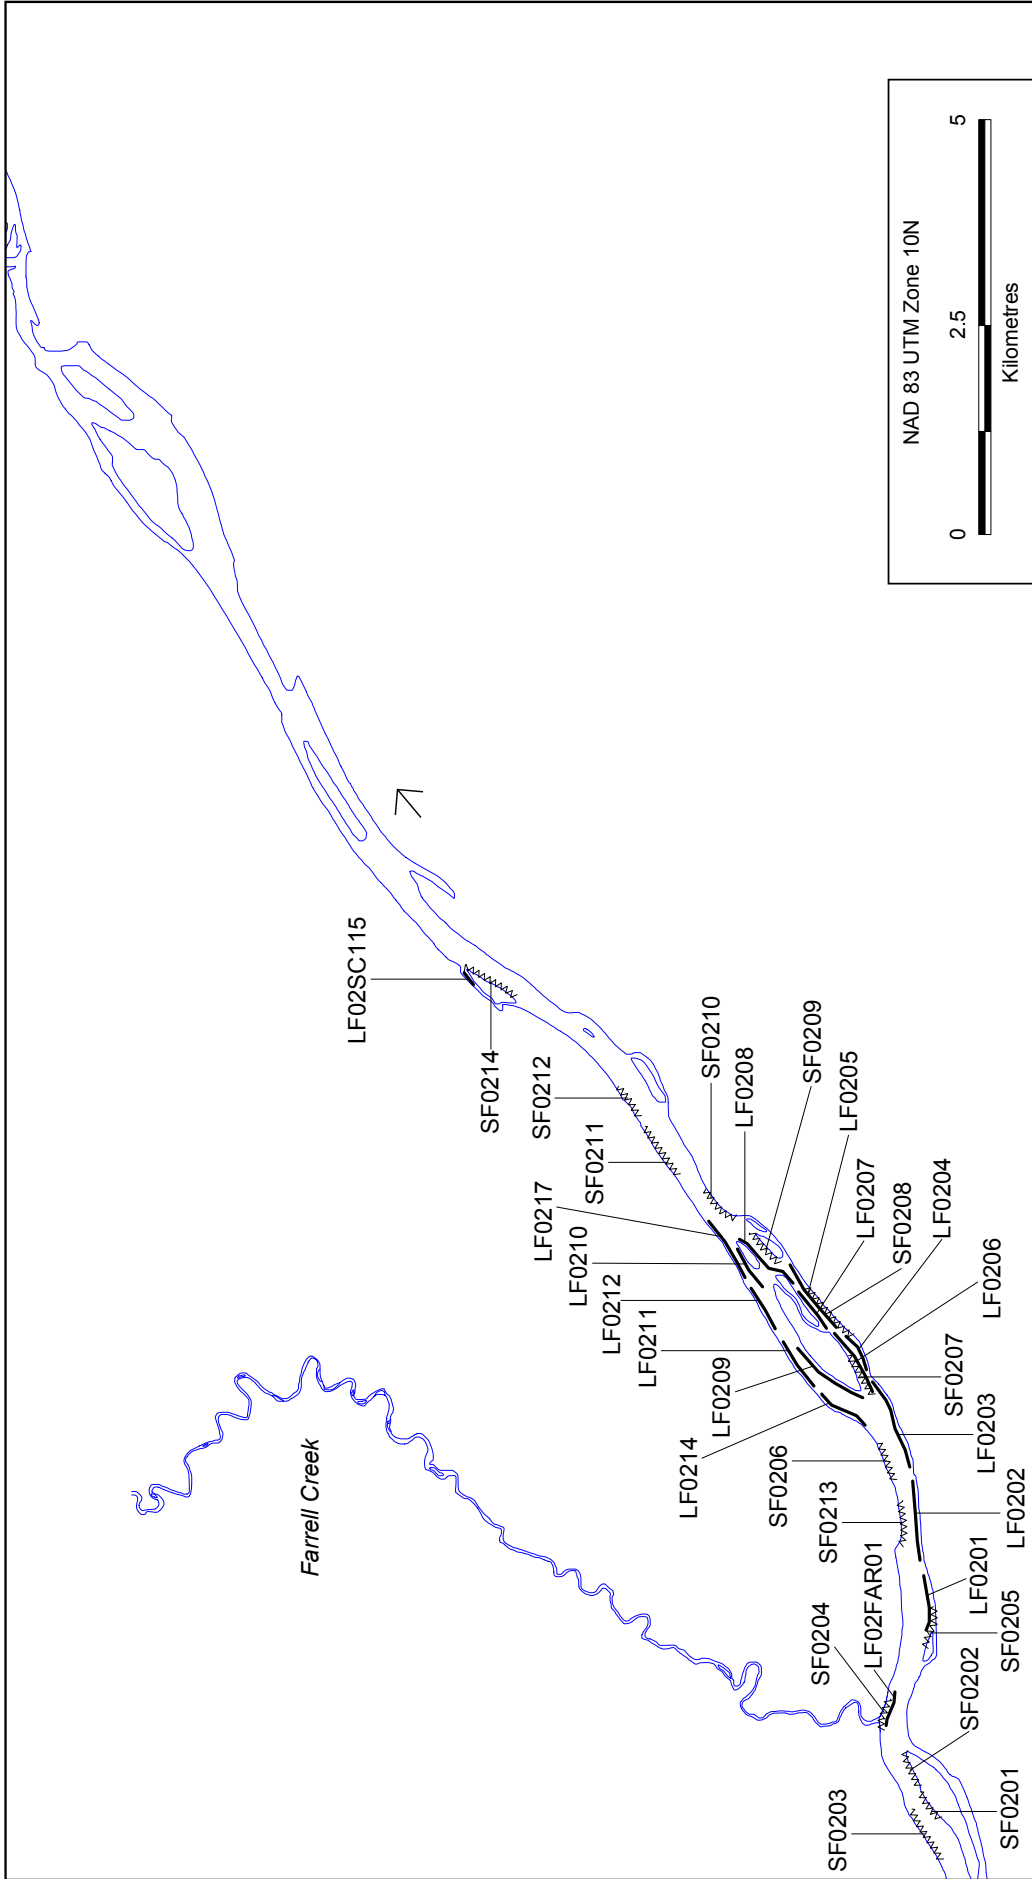 Farrell Creek
SF0203
SF0204
LF02FAR01
SF0213
SF0206
LF0214
LF0209
LF0211
LF0212
LF0210
LF0217
SF0211
SF0212
SF0214
LF02SC115
SF0201
SF0202
SF0205
LF0201
LF0202
LF0203
SF0207
LF0206
LF0204
SF0208
LF0207
LF0205
SF0209
LF0208
SF0210
NAD 83 UTM Zone 10N
0 2.5 5
Kilometres